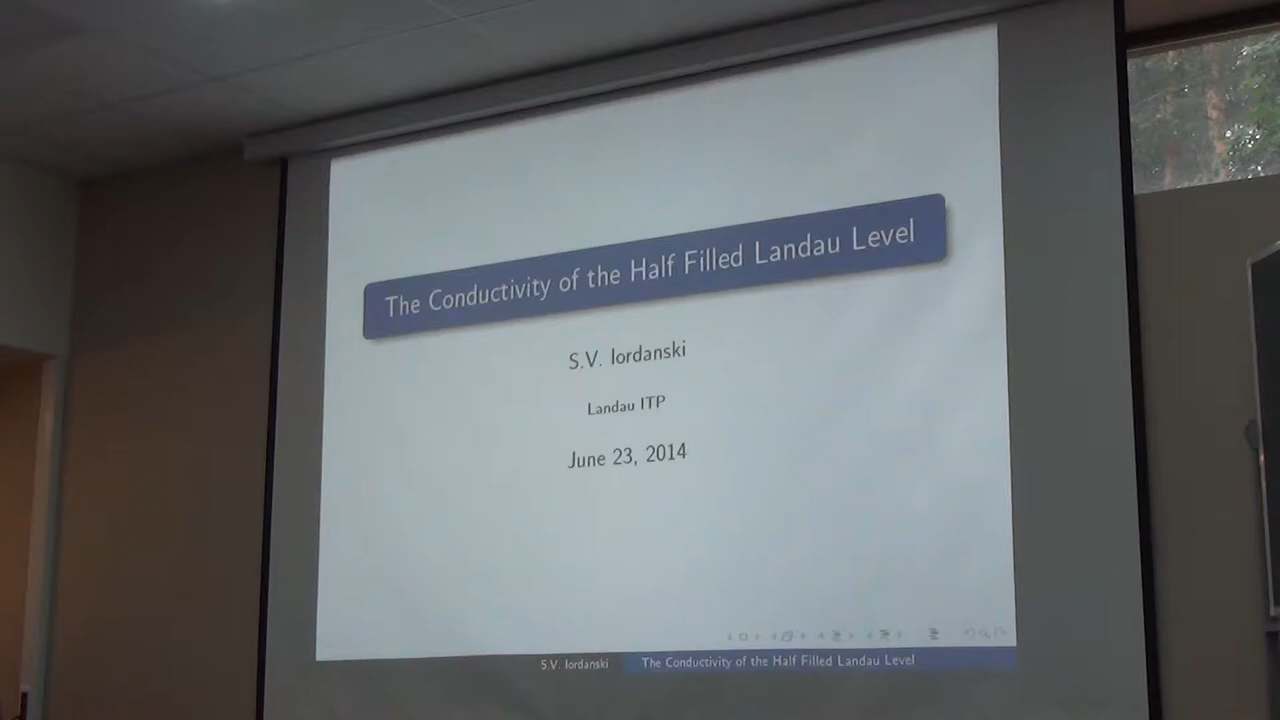 The Conductivity of the Half Filled Landau Level
S.V. Iordanski
Landau ITP
June 23, 2014
S.V. Iordanski The Conductivity of the Half Filled Landau Level